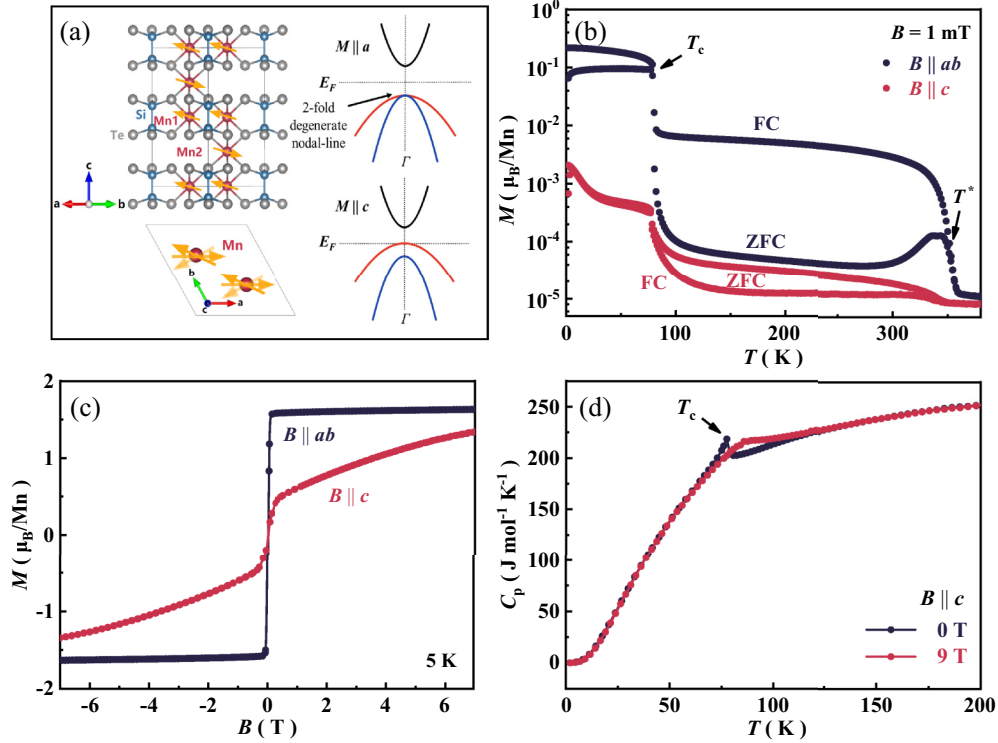 (a)
M || a
E_F
2-fold
degenerate
nodal-line
Γ
M || c
E_F
Γ
Si
Mn1
Te
Mn2
c
a
b
Mn
b
c
a
(b)
B = 1 mT
B || ab
B || c
T_c
FC
ZFC
T*
FC
ZFC
10^0
10^-1
10^-2
10^-3
10^-4
10^-5
M (μ_B/Mn)
0 100 200 300
T ( K )
(c)
B || ab
B || c
5 K
2
1
0
-1
-2
M ( μ_B/Mn)
-6 -4 -2 0 2 4 6
B ( T )
(d)
T_c
B || c
0 T
9 T
250
200
150
100
50
0
C_p ( J mol^-1 K^-1 )
0 50 100 150 200
T ( K )